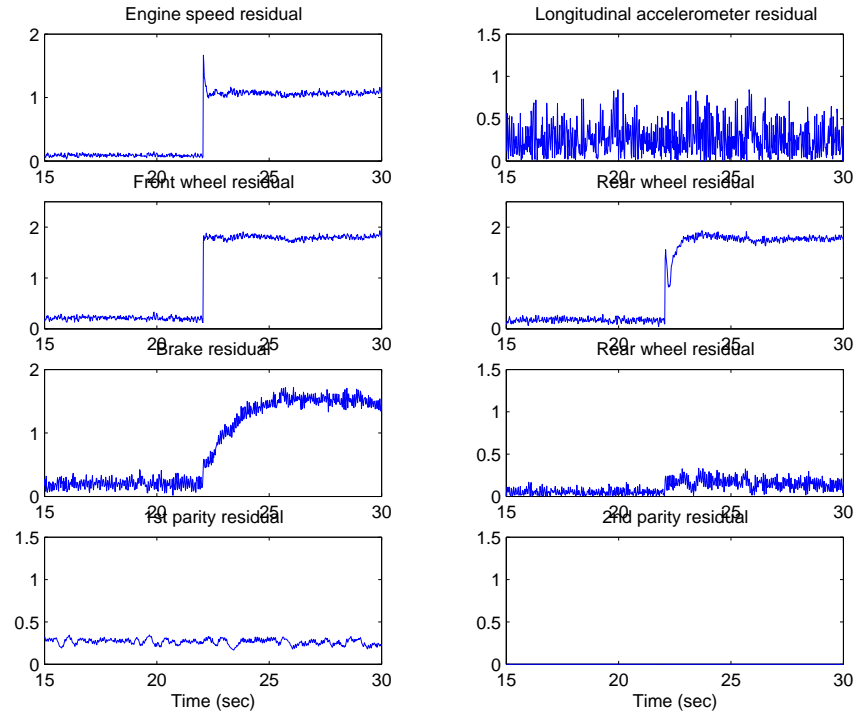 Engine speed residual
2
1
0
15 20 25 30
Longitudinal accelerometer residual
1.5
1
0.5
0
15 20 25 30
Front wheel residual
2
1
0
15 20 25 30
Rear wheel residual
2
1
0
15 20 25 30
Brake residual
2
1
0
15 20 25 30
Rear wheel residual
1.5
1
0.5
0
15 20 25 30
1st parity residual
1.5
1
0.5
0
15 20 25 30
Time (sec)
2nd parity residual
1.5
1
0.5
0
15 20 25 30
Time (sec)